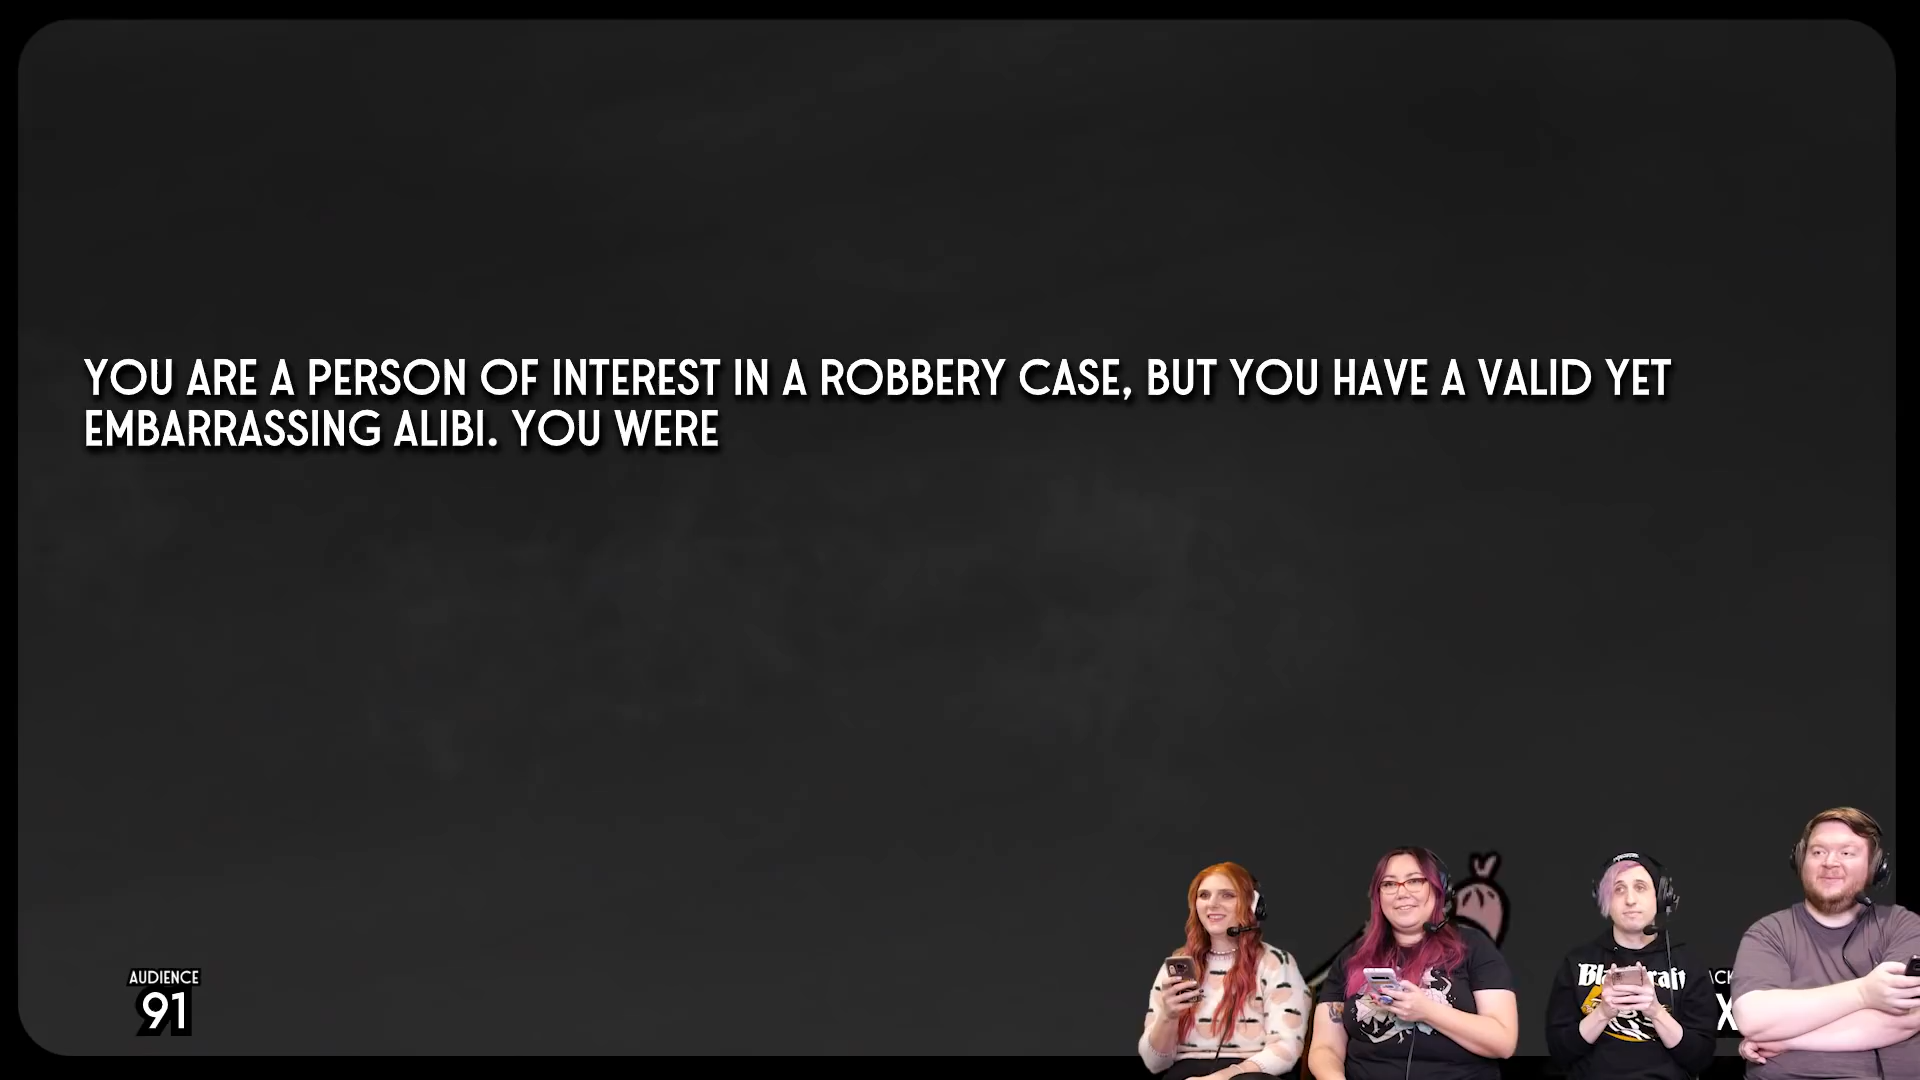 YOU ARE A PERSON OF INTEREST IN A ROBBERY CASE, BUT YOU HAVE A VALID YET
EMBARRASSING ALIBI. YOU WERE
AUDIENCE
91